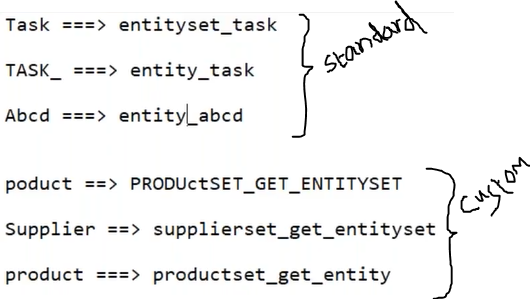 Task ===> entityset_task
TASK_ ===> entity_task
Abcd ===> entity_abcd
standard
poduct ==> PRODUctSET_GET_ENTITYSET
Supplier ==> supplierset_get_entityset
product ===> productset_get_entity
custom